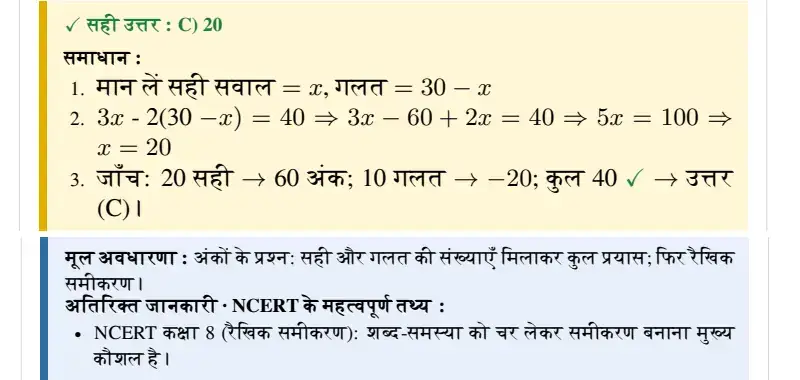 ✓ सही उत्तर : C) 20
समाधान :
1. मान लें सही सवाल = x, गलत = 30 − x
2. 3x - 2(30 −x) = 40 ⇒ 3x − 60 + 2x = 40 ⇒ 5x = 100 ⇒
x = 20
3. जाँच: 20 सही → 60 अंक; 10 गलत → −20; कुल 40 ✓ → उत्तर
(C)।
मूल अवधारणा : अंकों के प्रश्न: सही और गलत की संख्याएँ मिलाकर कुल प्रयास; फिर रैखिक
समीकरण।
अतिरिक्त जानकारी · NCERT के महत्वपूर्ण तथ्य :
• NCERT कक्षा 8 (रैखिक समीकरण): शब्द-समस्या को चर लेकर समीकरण बनाना मुख्य
कौशल है।